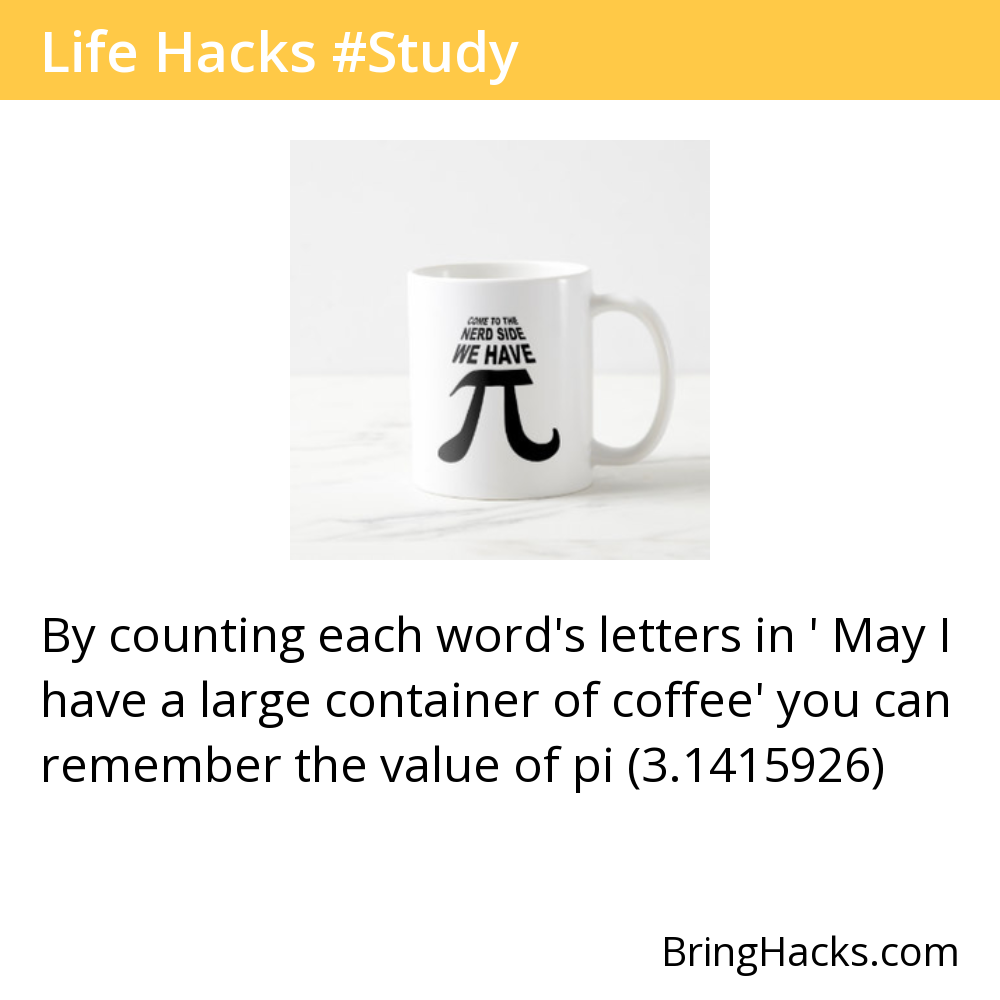 Life Hacks #Study
COME TO THE
NERD SIDE
WE HAVE
π
By counting each word's letters in ' May I
have a large container of coffee' you can
remember the value of pi (3.1415926)
BringHacks.com